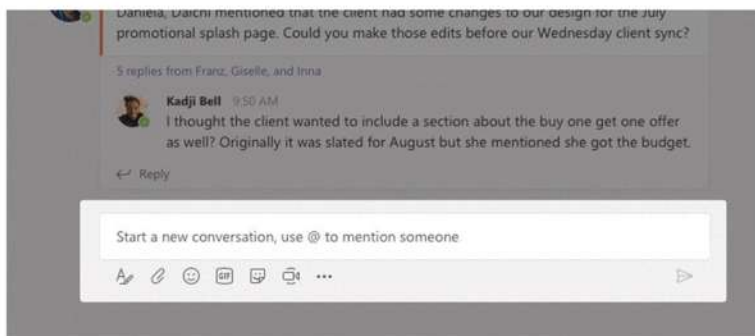 Daniela, Daichi mentioned that the client had some changes to our design for the July
promotional splash page. Could you make those edits before our Wednesday client sync?
5 replies from Franz, Giselle, and Inna
Kadji Bell 9:50 AM
I thought the client wanted to include a section about the buy one get one offer
as well? Originally it was slated for August but she mentioned she got the budget.
Reply
Start a new conversation, use @ to mention someone
GIF